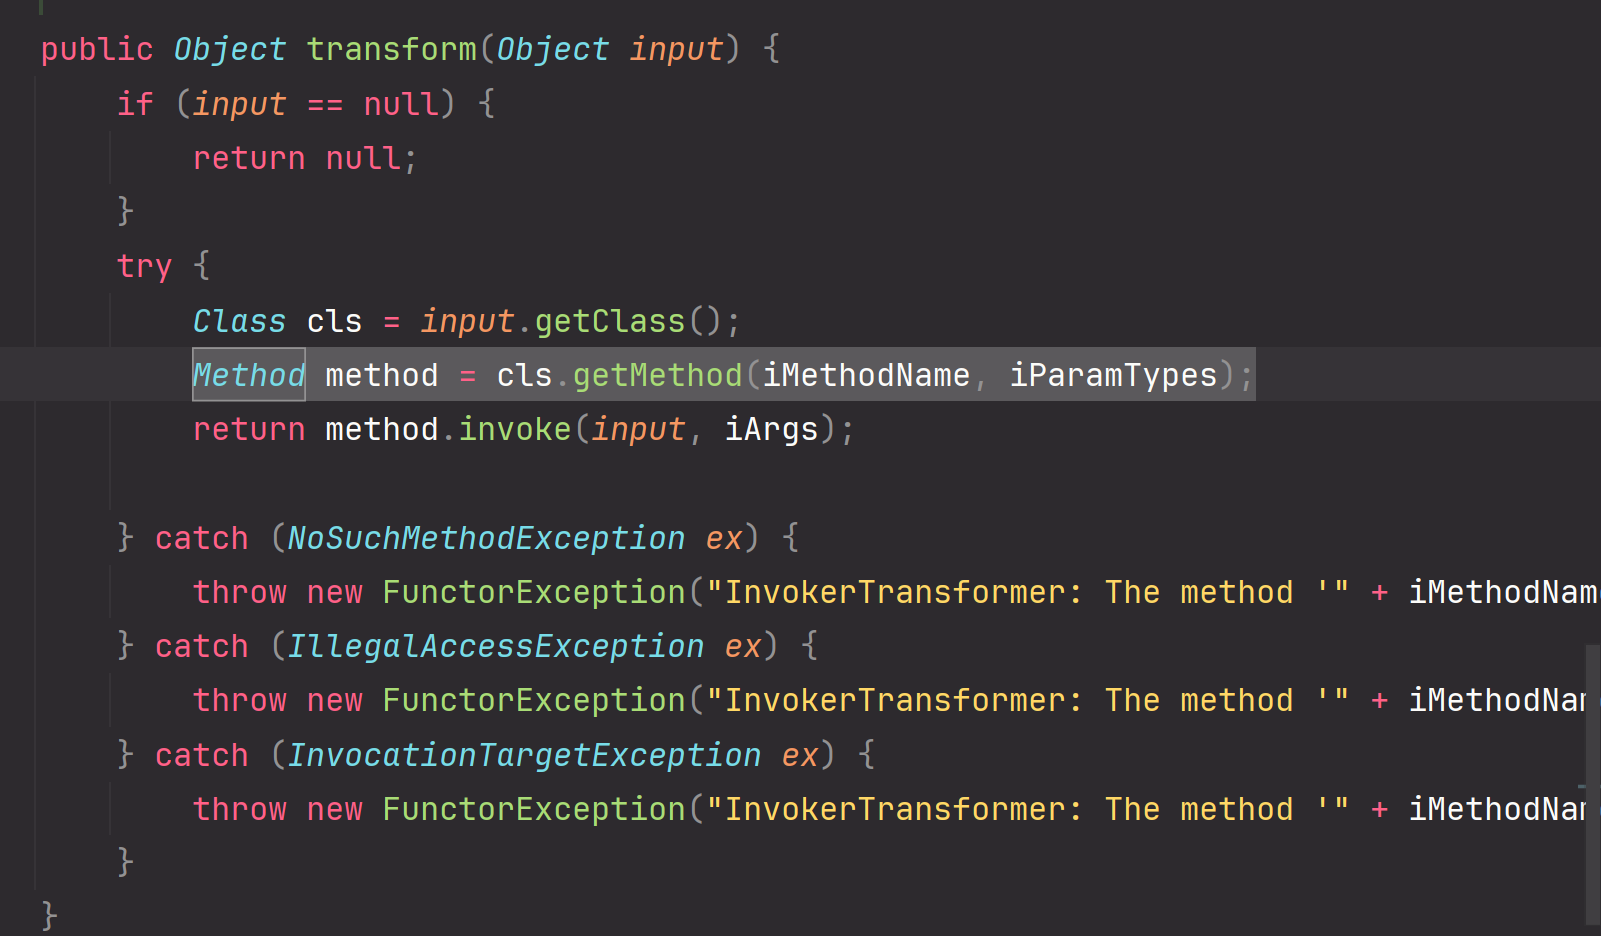 public Object transform(Object input) {
if (input == null) {
return null;
}
try {
Class cls = input.getClass();
Method method = cls.getMethod(iMethodName, iParamTypes);
return method.invoke(input, iArgs);
} catch (NoSuchMethodException ex) {
throw new FunctorException("InvokerTransformer: The method '" + iMethodName
} catch (IllegalAccessException ex) {
throw new FunctorException("InvokerTransformer: The method '" + iMethodNam
} catch (InvocationTargetException ex) {
throw new FunctorException("InvokerTransformer: The method '" + iMethodNam
}
}